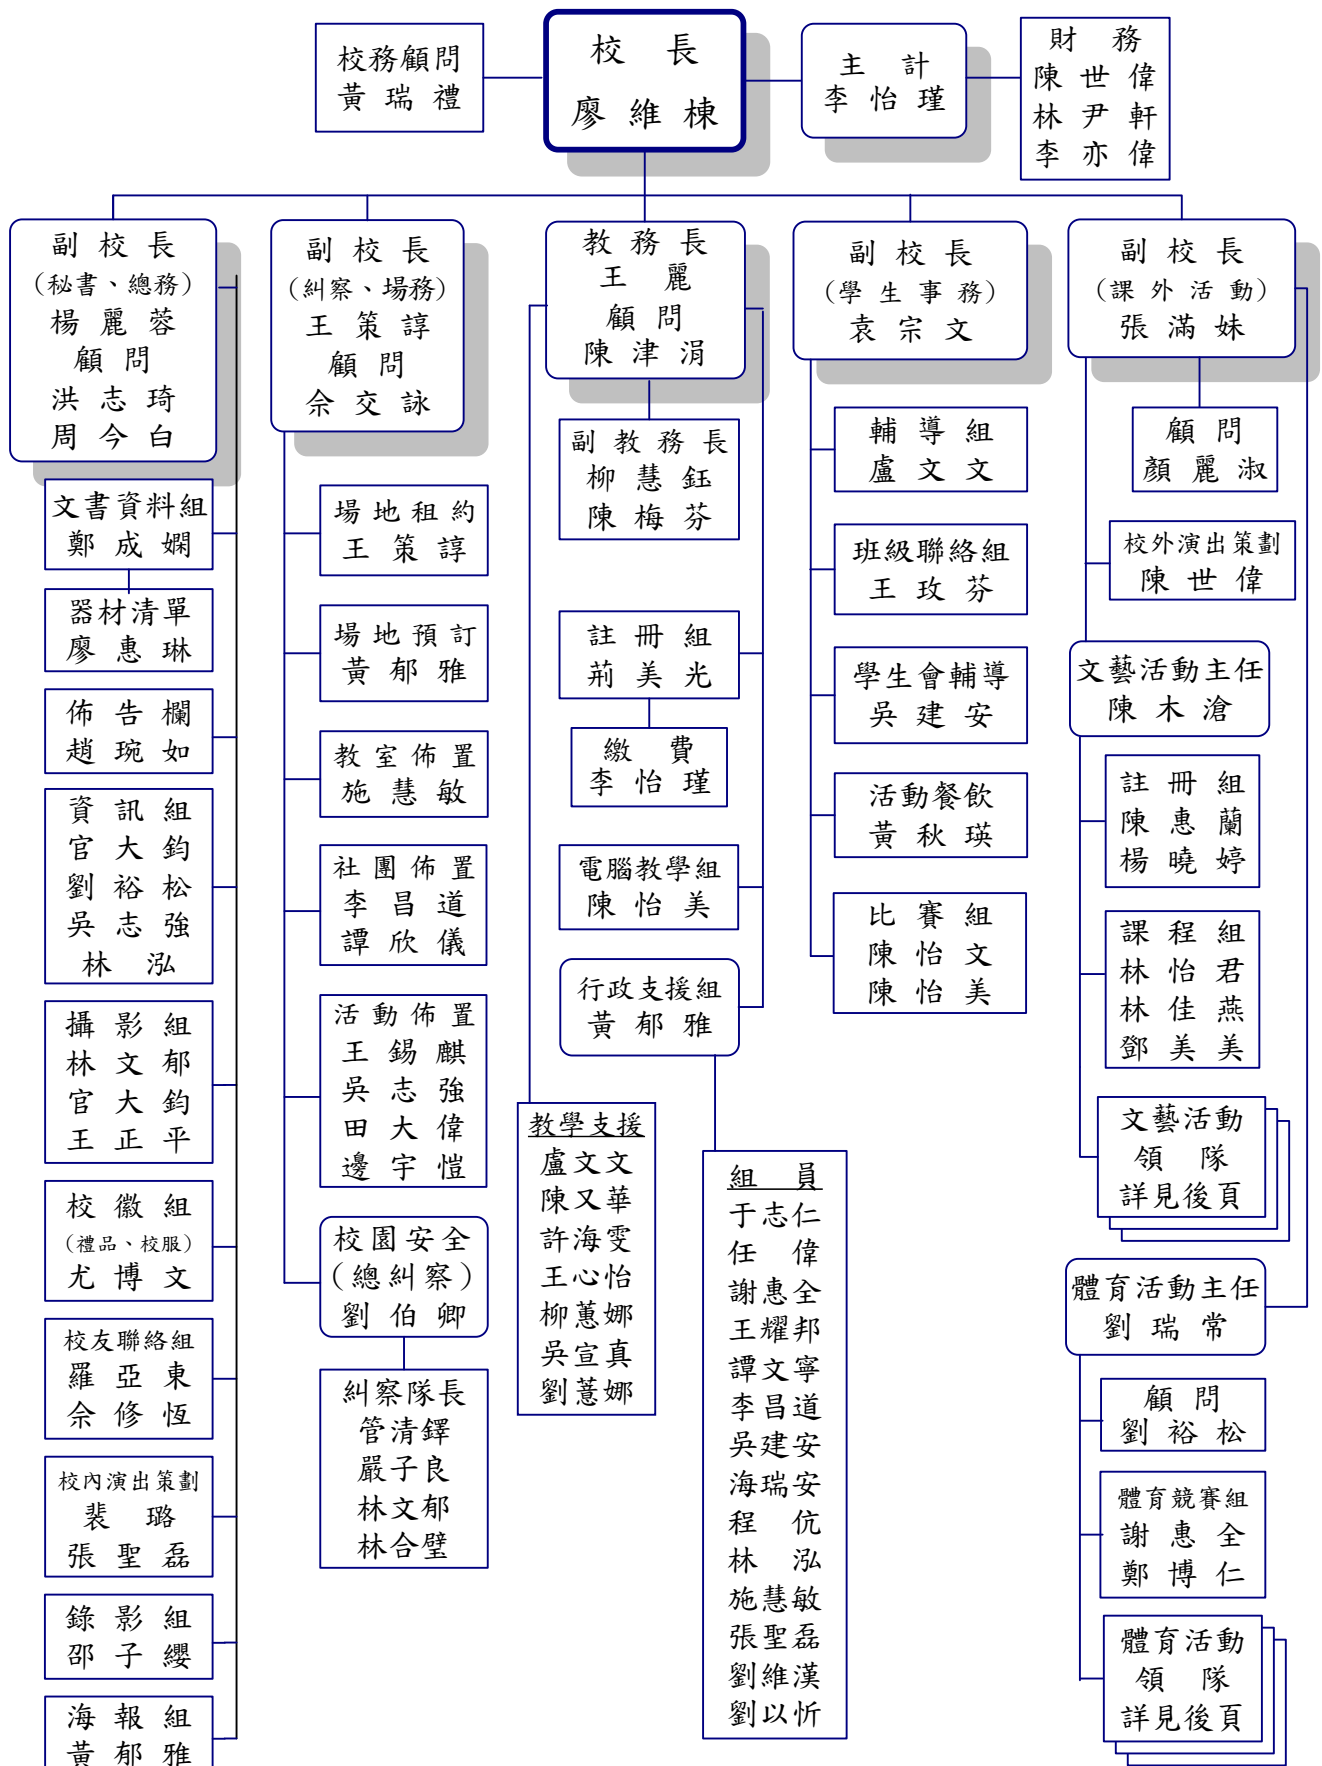 校務顧問
黃瑞禮
校長
廖維棟
主計
李怡瑾
財務
陳世偉
林尹軒
李亦偉
副校長
(秘書、總務)
楊麗蓉
顧問
洪志琦
周今白
文書資料組
鄭成嫻
器材清單
廖惠琳
佈告欄
趙琬如
資訊組
官大鈞
劉裕松
吳志強
林泓
攝影組
林文郁
官大鈞
王正平
校徽組
(禮品、校服)
尤博文
校友聯絡組
羅亞東
佘修恆
校內演出策劃
裴璐
張聖磊
錄影組
邵子纓
海報組
黃郁雅
副校長
(糾察、場務)
王策諄
顧問
佘交詠
場地租約
王策諄
場地預訂
黃郁雅
教室佈置
施慧敏
社團佈置
李昌道
譚欣儀
活動佈置
王錫麒
吳志強
田大偉
邊宇愷
校園安全
(總糾察)
劉伯卿
糾察隊長
管清鐸
嚴子良
林文郁
林合璧
教務長
王麗
顧問
陳津涓
副教務長
柳慧鈺
陳梅芬
註冊組
荊美光
繳費
李怡瑾
電腦教學組
陳怡美
行政支援組
黃郁雅
教學支援
盧文文
陳又華
許海雯
王心怡
柳蕙娜
吳宣真
劉薏娜
組員
于志仁
任偉
謝惠全
王耀邦
譚文寧
李昌道
吳建安
海瑞安
程伉
林泓
施慧敏
張聖磊
劉維漢
劉以忻
副校長
(學生事務)
袁宗文
輔導組
盧文文
班級聯絡組
王玫芬
學生會輔導
吳建安
活動餐飲
黃秋瑛
比賽組
陳怡文
陳怡美
副校長
(課外活動)
張滿妹
顧問
顏麗淑
校外演出策劃
陳世偉
文藝活動主任
陳木滄
註冊組
陳惠蘭
楊曉婷
課程組
林怡君
林佳燕
鄧美美
文藝活動
領隊
詳見後頁
體育活動主任
劉瑞常
顧問
劉裕松
體育競賽組
謝惠全
鄭博仁
體育活動
領隊
詳見後頁